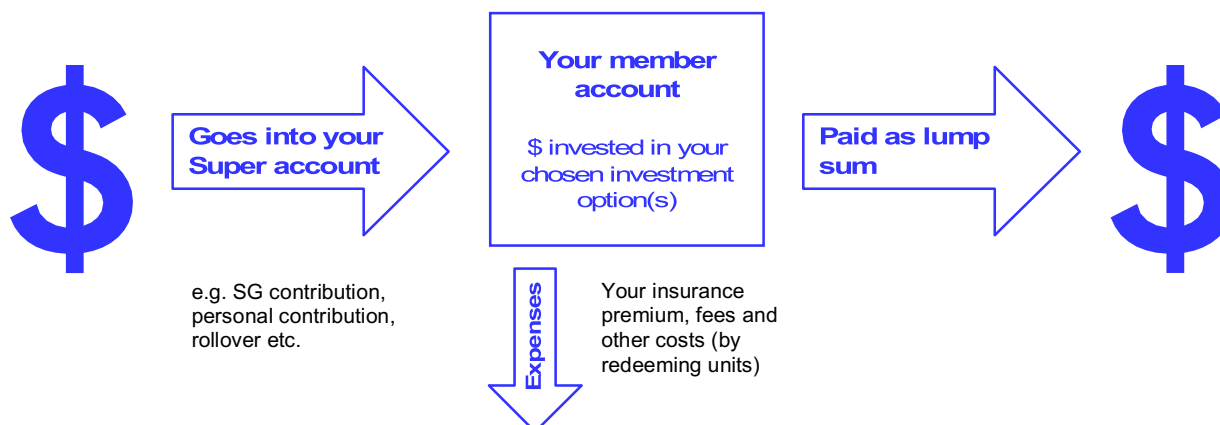 $
Goes into your
Super account
e.g. SG contribution,
personal contribution,
rollover etc.
Your member
account
$ invested in your
chosen investment
option(s)
Expenses
Your insurance
premium, fees and
other costs (by
redeeming units)
Paid as lump
sum
$